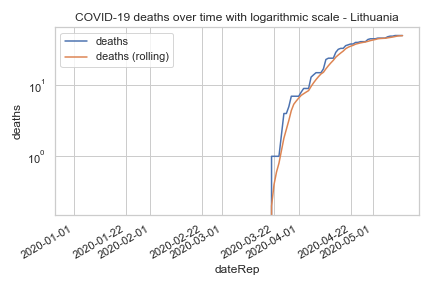 COVID-19 deaths over time with logarithmic scale - Lithuania
deaths
deaths (rolling)
10¹
10⁰
deaths
2020-01-01
2020-01-22
2020-02-01
2020-02-22
2020-03-01
2020-03-22
2020-04-01
2020-04-22
2020-05-01
dateRep